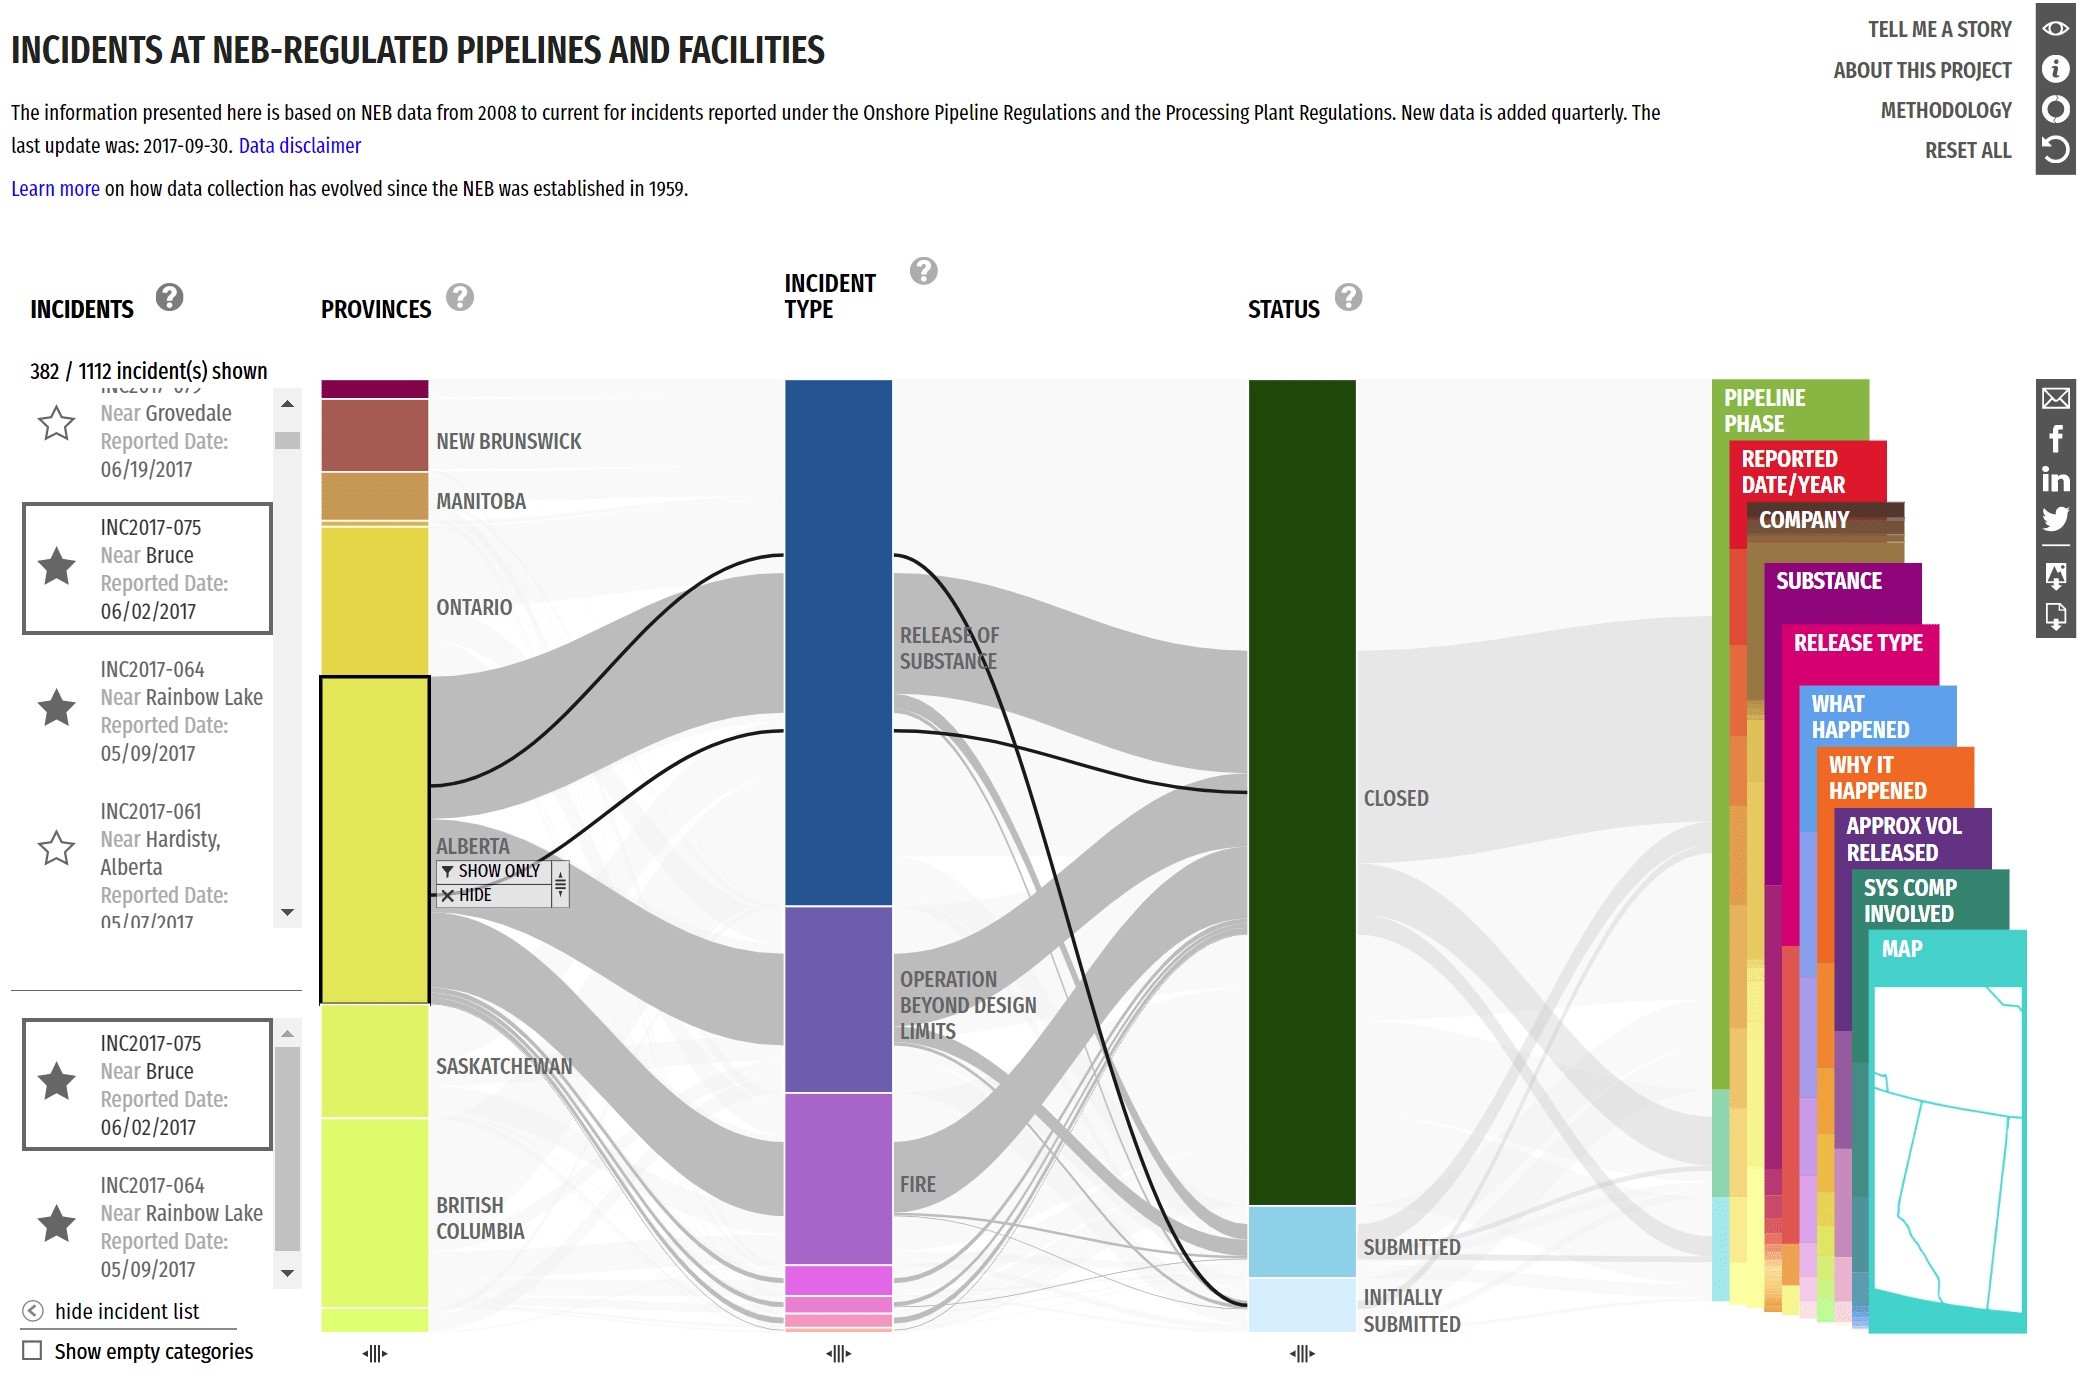 INCIDENTS AT NEB-REGULATED PIPELINES AND FACILITIES
TELL ME A STORY
ABOUT THIS PROJECT
METHODOLOGY
RESET ALL
The information presented here is based on NEB data from 2008 to current for incidents reported under the Onshore Pipeline Regulations and the Processing Plant Regulations. New data is added quarterly. The
last update was: 2017-09-30. Data disclaimer
Learn more on how data collection has evolved since the NEB was established in 1959.
INCIDENTS ?
PROVINCES ?
INCIDENT
TYPE ?
STATUS ?
382 / 1112 incident(s) shown
INC2017-079
Near Grovedale
Reported Date:
06/19/2017
INC2017-075
Near Bruce
Reported Date:
06/02/2017
INC2017-064
Near Rainbow Lake
Reported Date:
05/09/2017
INC2017-061
Near Hardisty,
Alberta
Reported Date:
05/07/2017
INC2017-075
Near Bruce
Reported Date:
06/02/2017
INC2017-064
Near Rainbow Lake
Reported Date:
05/09/2017
hide incident list
Show empty categories
NEW BRUNSWICK
MANITOBA
ONTARIO
ALBERTA
SHOW ONLY
HIDE
SASKATCHEWAN
BRITISH
COLUMBIA
RELEASE OF
SUBSTANCE
OPERATION
BEYOND DESIGN
LIMITS
FIRE
CLOSED
SUBMITTED
INITIALLY
SUBMITTED
PIPELINE
PHASE
REPORTED
DATE/YEAR
COMPANY
SUBSTANCE
RELEASE TYPE
WHAT
HAPPENED
WHY IT
HAPPENED
APPROX VOL
RELEASED
SYS COMP
INVOLVED
MAP